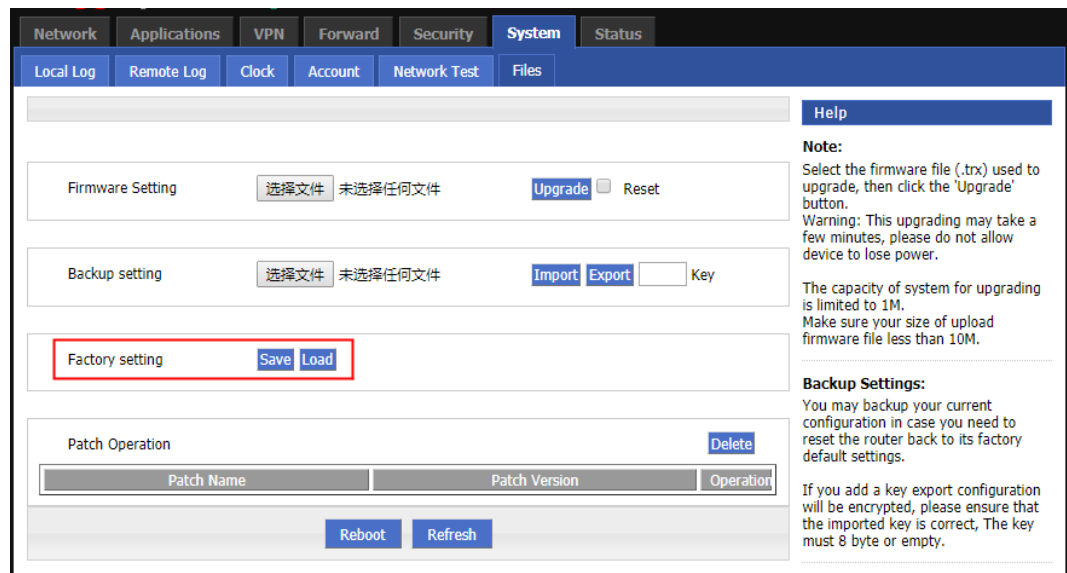 Network Applications VPN Forward Security System Status
Local Log Remote Log Clock Account Network Test Files
Firmware Setting 选择文件 未选择任何文件 Upgrade Reset
Backup setting 选择文件 未选择任何文件 Import Export Key
Factory setting Save Load
Patch Operation Delete
Patch Name Patch Version Operation
Reboot Refresh
Help
Note:
Select the firmware file (.trx) used to
upgrade, then click the 'Upgrade'
button.
Warning: This upgrading may take a
few minutes, please do not allow
device to lose power.
The capacity of system for upgrading
is limited to 1M.
Make sure your size of upload
firmware file less than 10M.
Backup Settings:
You may backup your current
configuration in case you need to
reset the router back to its factory
default settings.
If you add a key export configuration
will be encrypted, please ensure that
the imported key is correct, The key
must 8 byte or empty.